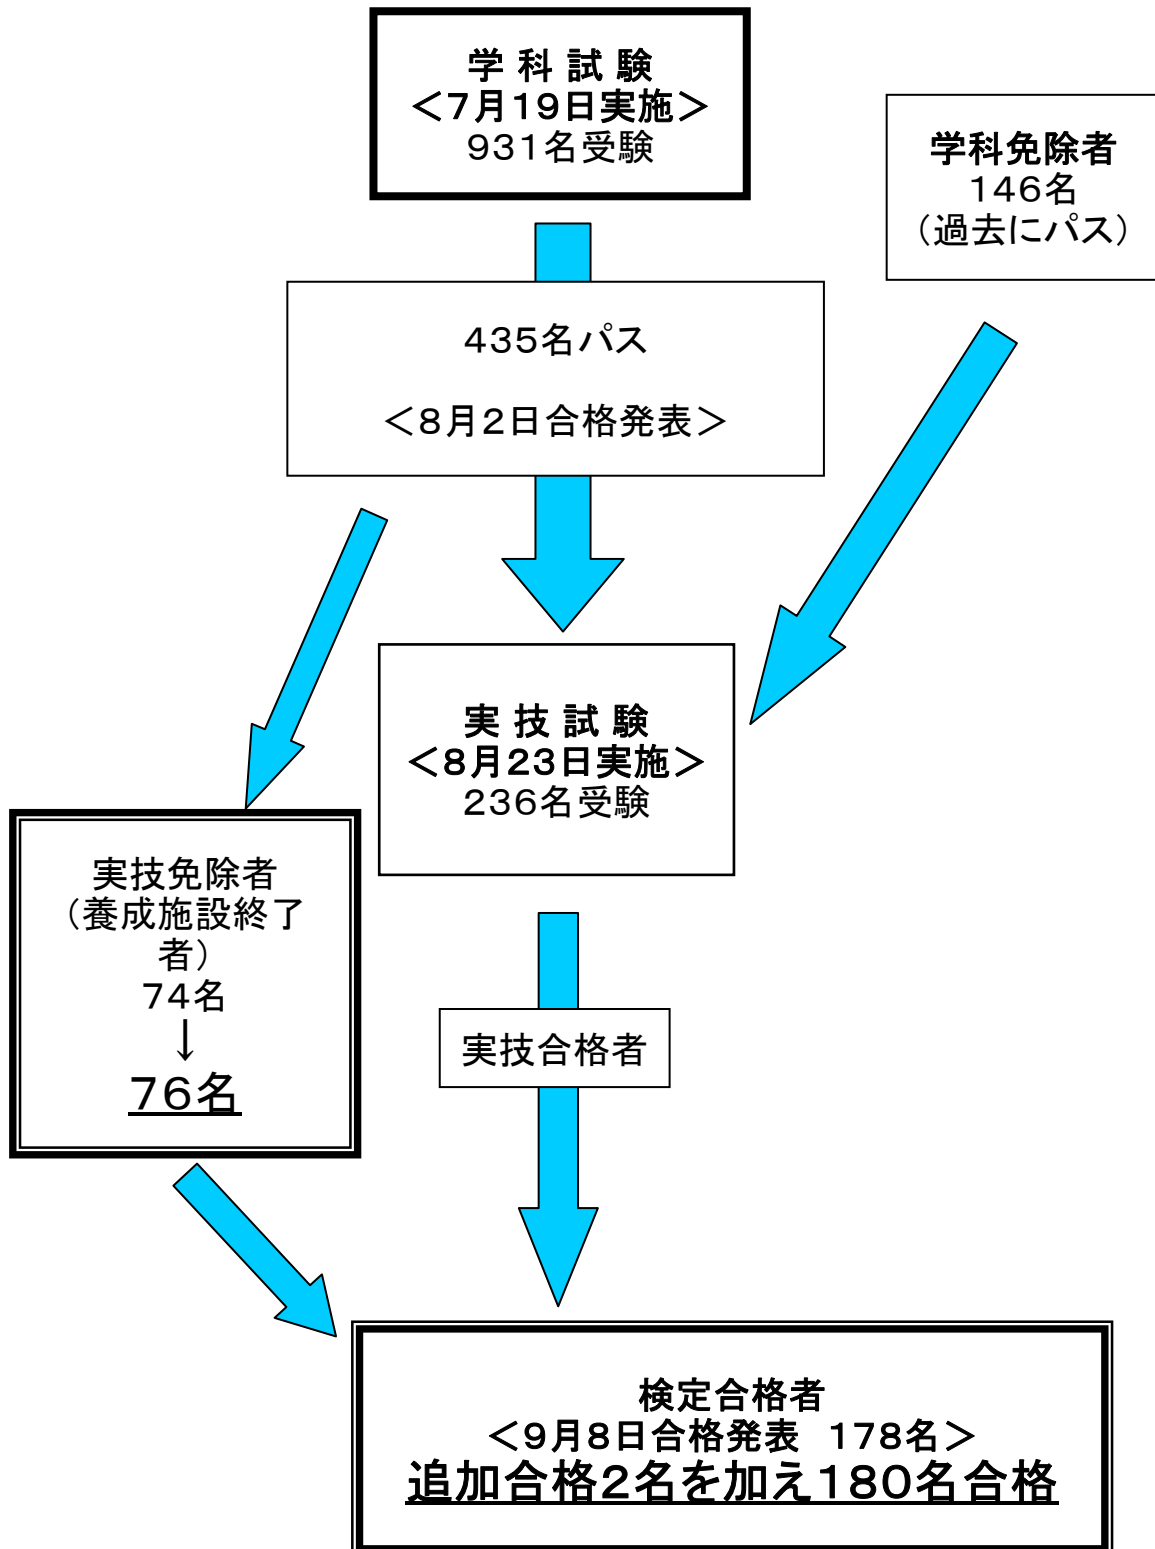 学 科 試 験
＜7月19日実施＞
931名受験
学科免除者
146名
（過去にパス）
435名パス
＜8月2日合格発表＞
実 技 試 験
＜8月23日実施＞
236名受験
実技免除者
（養成施設終了
者）
74名
↓
76名
実技合格者
検定合格者
＜9月8日合格発表　178名＞
追加合格2名を加え180名合格